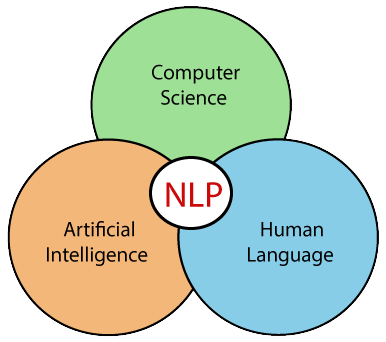 Computer
Science
NLP
Artificial
Intelligence
Human
Language